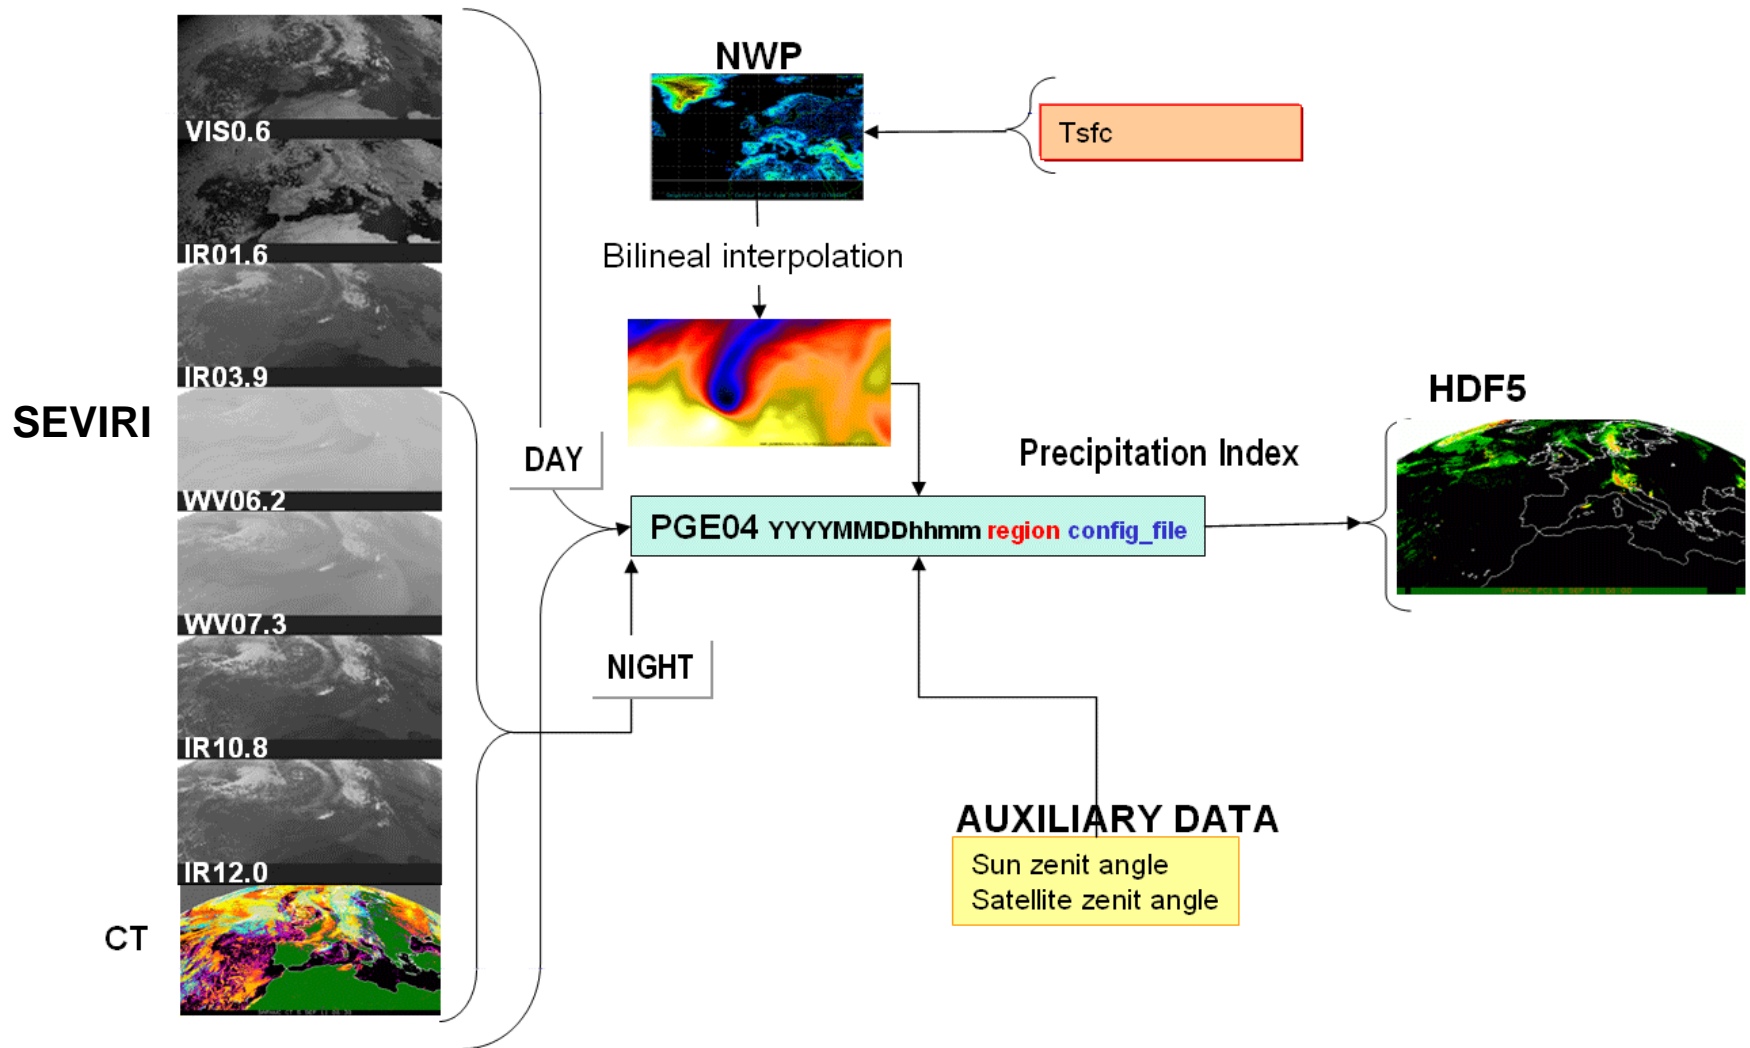 VIS0.6
IR01.6
IR03.9
SEVIRI
WV06.2
WV07.3
IR10.8
IR12.0
CT
NWP
Tsfc
Bilineal interpolation
DAY
NIGHT
Precipitation Index
PGE04 YYYYMMDDhhmm region config_file
HDF5
AUXILIARY DATA
Sun zenit angle
Satellite zenit angle